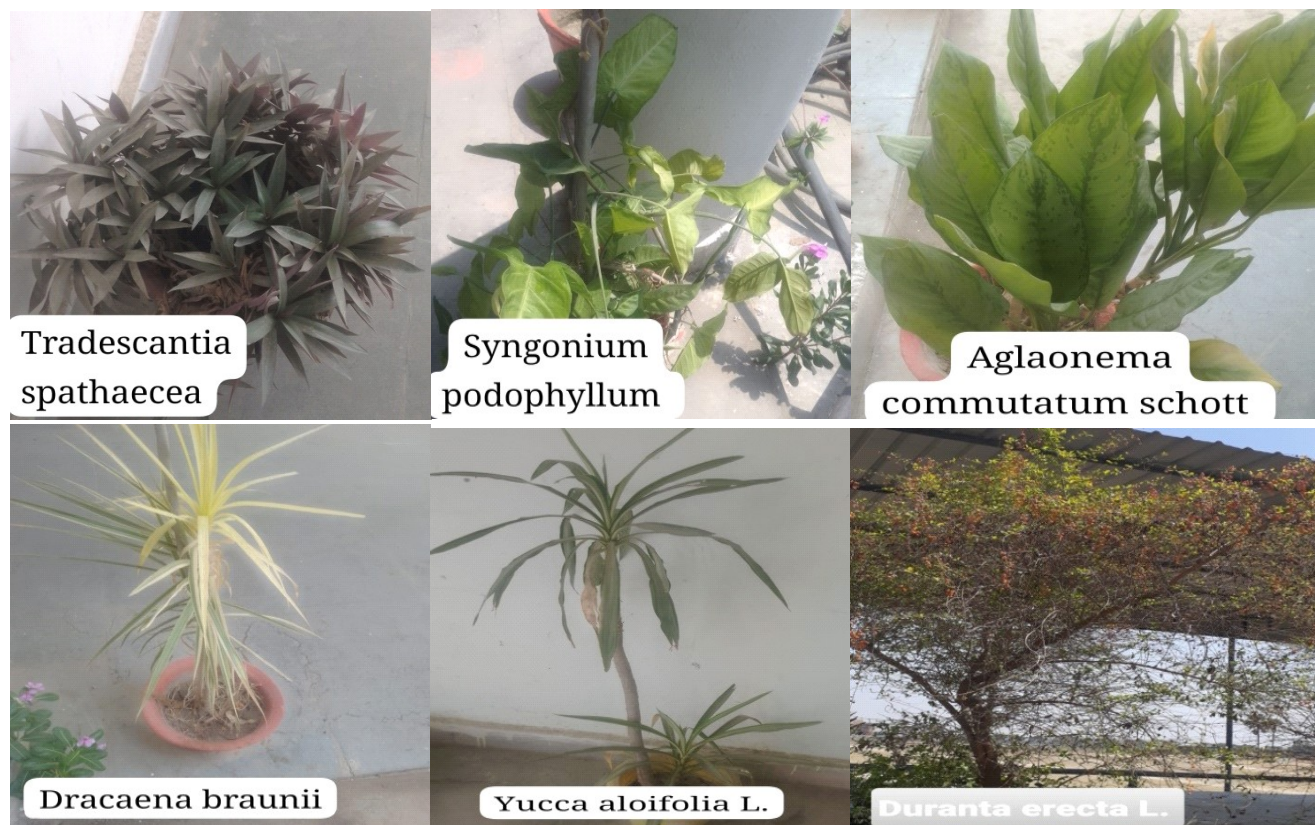 Tradescantia
spathaecea
Syngonium
podophyllum
Aglaonema
commutatum schott
Dracaena braunii
Yucca aloifolia L.
Duranta erecta L.